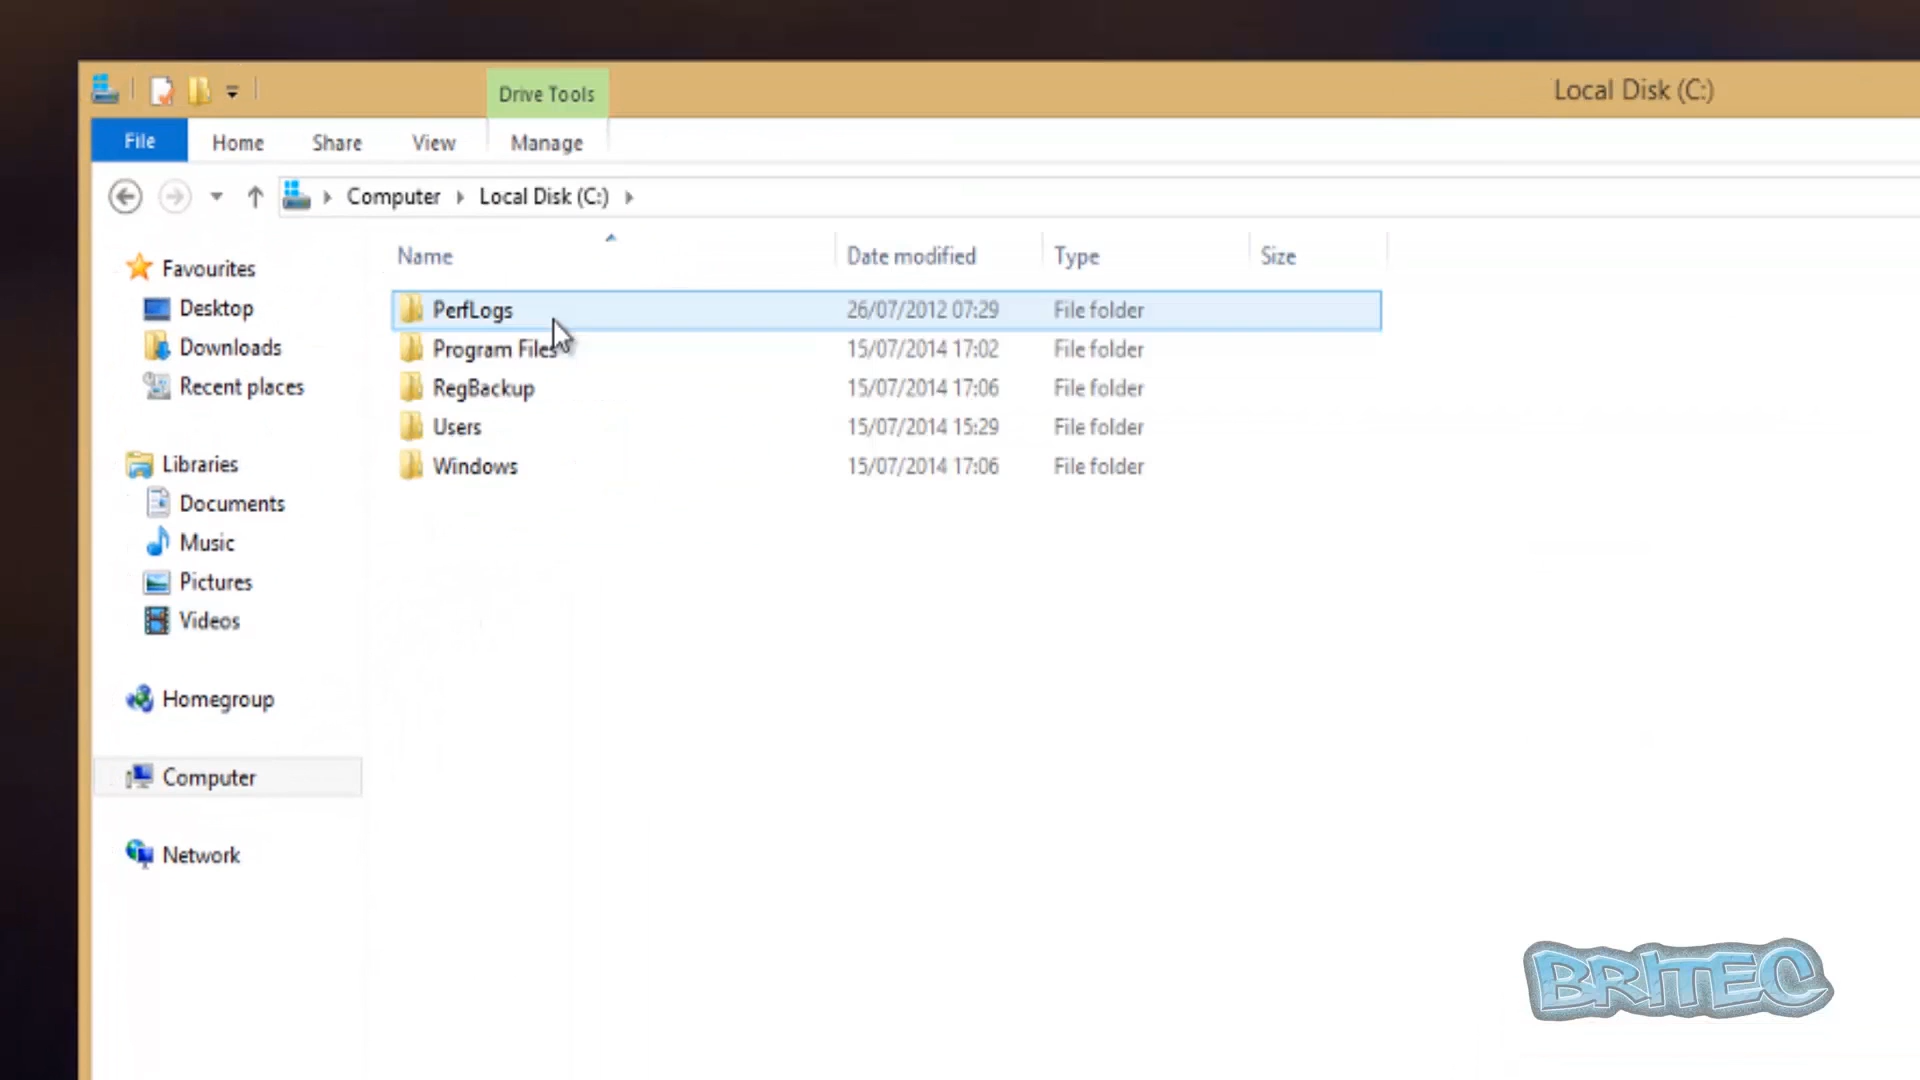 Drive Tools
Local Disk (C:)
File Home Share View Manage
Computer Local Disk (C:)
Name Date modified Type Size
Favourites
Desktop
Downloads
Recent places
Libraries
Documents
Music
Pictures
Videos
Homegroup
Computer
Network
PerfLogs 26/07/2012 07:29 File folder
Program Files 15/07/2014 17:02 File folder
RegBackup 15/07/2014 17:06 File folder
Users 15/07/2014 15:29 File folder
Windows 15/07/2014 17:06 File folder
BRITEC